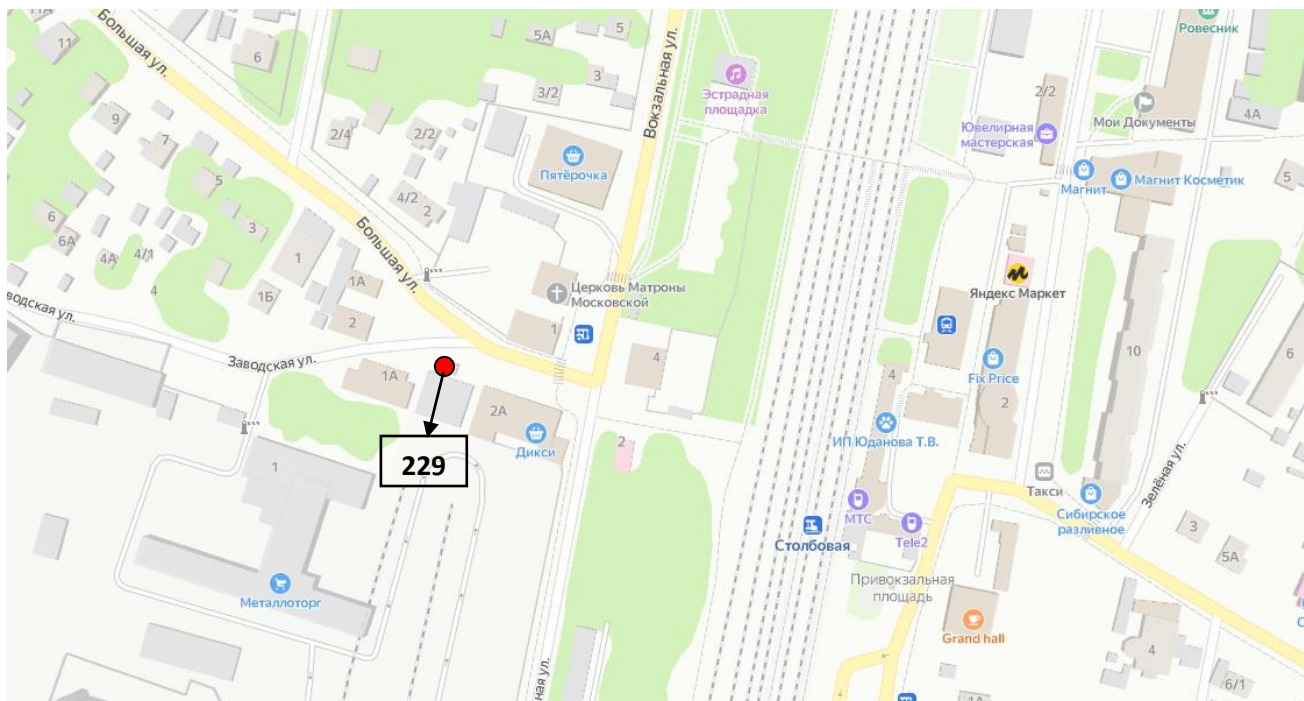 11А
11
Большая ул.
6
5А
5
3
3/2
Вокзальная ул.
Эстрадная
площадка
Ровесник
2/2
Мои Документы
4А
Ювелирная
мастерская
9
7
2/4
2/2
Пятёрочка
Магнит
Магнит Косметик
5
5
4/2
2
6
6А
3
4А
4/1
4
1
1А
1Б
2
Большая ул.
Церковь Матроны
Московской
1
Яндекс Маркет
Заводская ул.
1А
4
10
6
Fix Price
4
2
2А
Дикси
229
2
ИП Юданова Т.В.
1
Такси
Зелёная ул.
МТС
Tele2
Столбовая
Сибирское
разливное
3
5А
Привокзальная
площадь
Металлоторг
Grand hall
4
6/1
1А